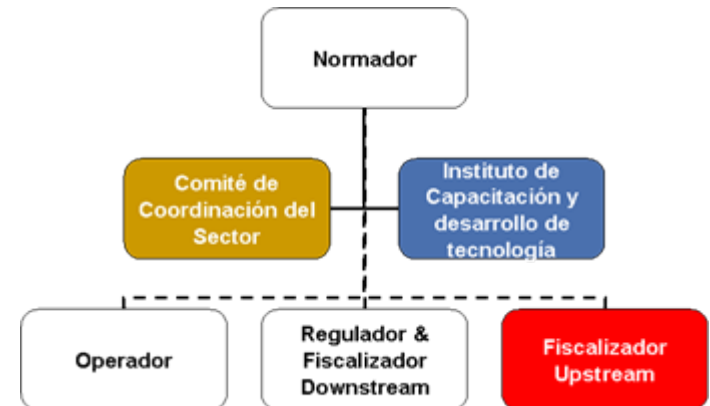 Normador
Comité de
Coordinación del
Sector
Instituto de
Capacitación y
desarrollo de
tecnología
Operador
Regulador &
Fiscalizador
Downstream
Fiscalizador
Upstream